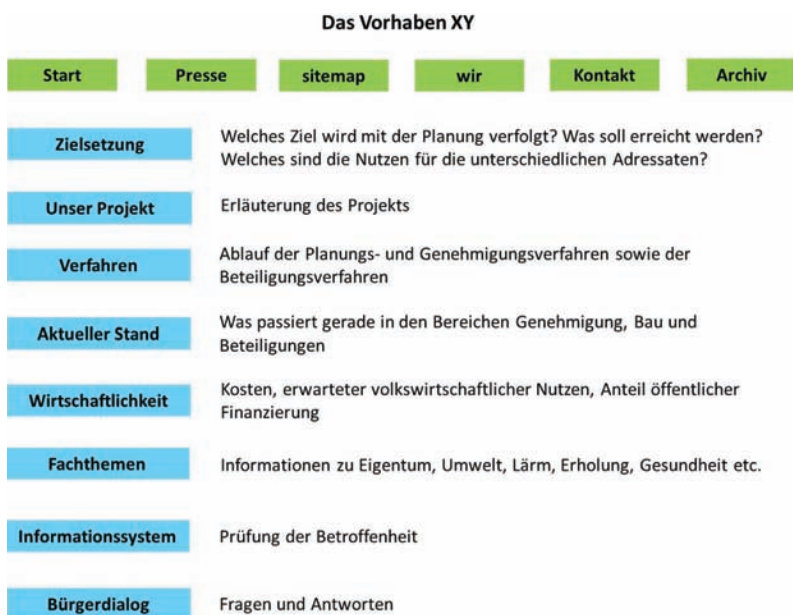 Das Vorhaben XY
Start Presse sitemap wir Kontakt Archiv
Zielsetzung Welches Ziel wird mit der Planung verfolgt? Was soll erreicht werden?
Welches sind die Nutzen für die unterschiedlichen Adressaten?
Unser Projekt Erläuterung des Projekts
Verfahren Ablauf der Planungs- und Genehmigungsverfahren sowie der
Beteiligungsverfahren
Aktueller Stand Was passiert gerade in den Bereichen Genehmigung, Bau und
Beteiligungen
Wirtschaftlichkeit Kosten, erwarteter volkswirtschaftlicher Nutzen, Anteil öffentlicher
Finanzierung
Fachthemen Informationen zu Eigentum, Umwelt, Lärm, Erholung, Gesundheit etc.
Informationssystem Prüfung der Betroffenheit
Bürgerdialog Fragen und Antworten